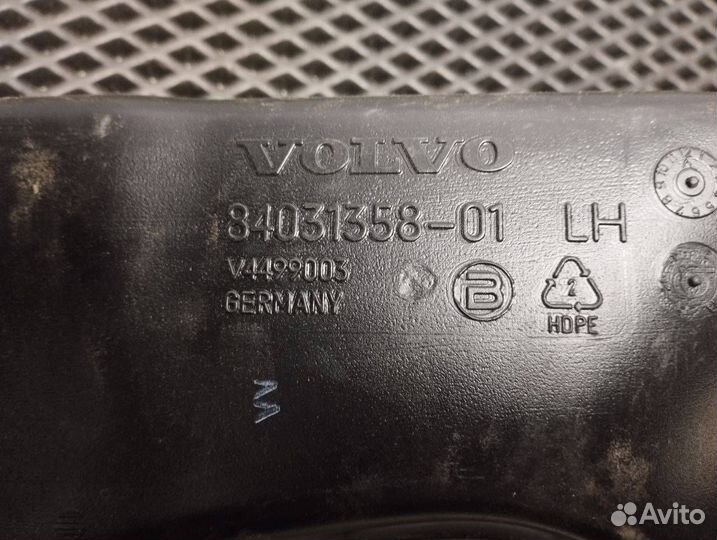 VOLVO
84031358-01 LH
V4499003
GERMANY
B
2
HDPE
Avito